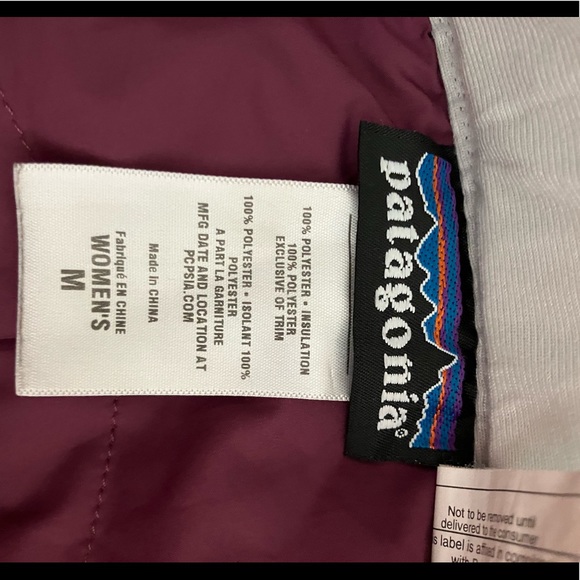 patagonia®
100% POLYESTER • INSULATION
100% POLYESTER
EXCLUSIVE OF TRIM
100% POLYESTER • ISOLANT 100%
POLYESTER
A PART LA GARNITURE
MFG DATE AND LOCATION AT
PCPSIA.COM
Made In CHINA
Fabriqué EN CHINE
WOMEN'S
M
Not to be removed until
delivered to the consumer
label is affixed in
with